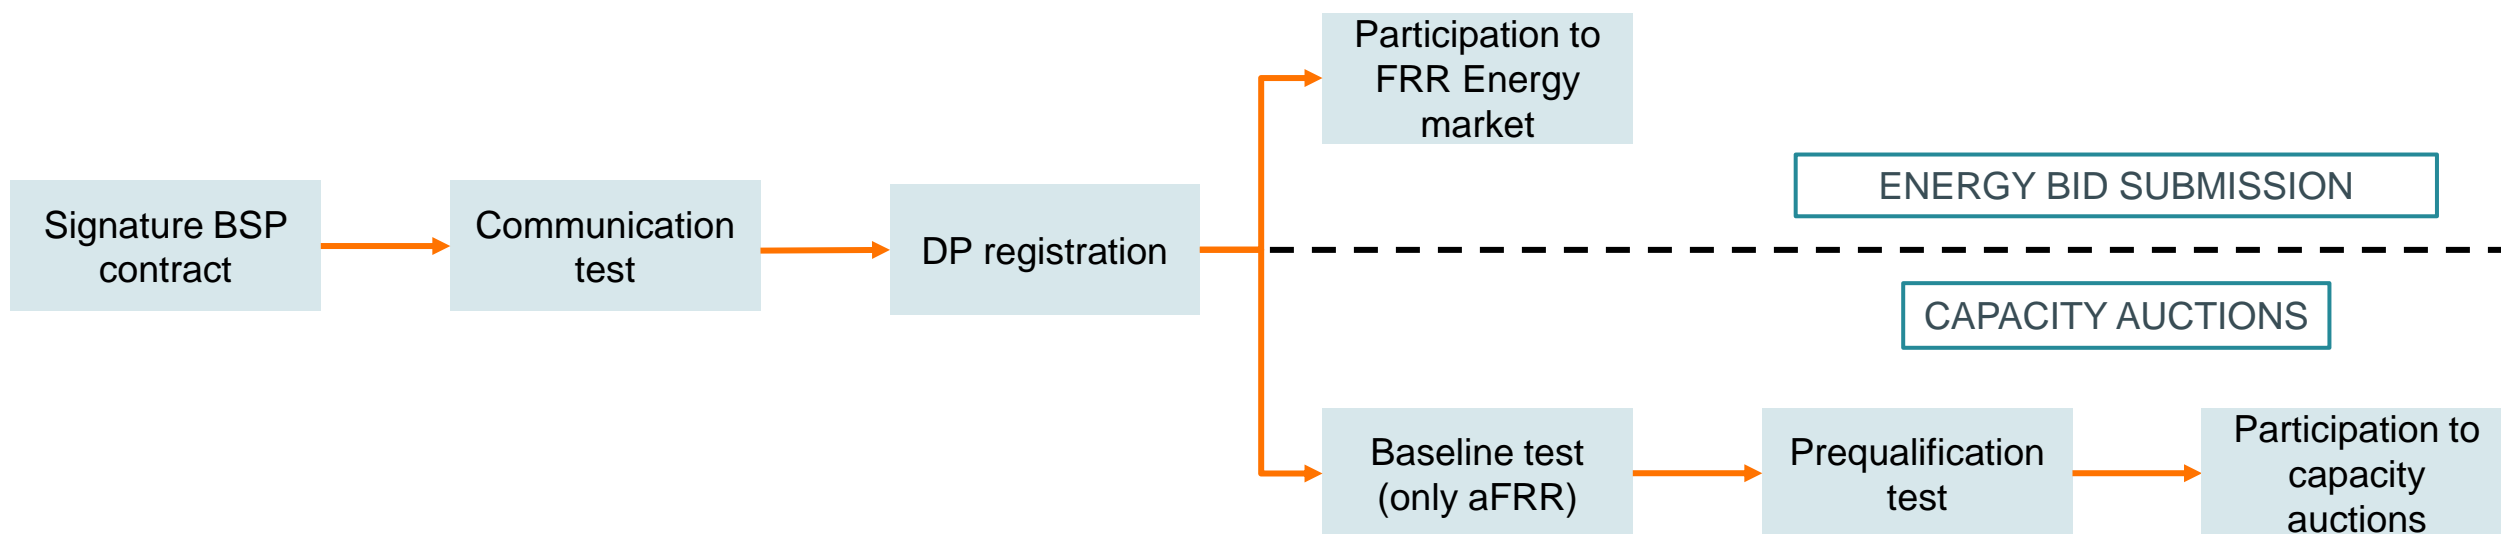 Signature BSP
contract
Communication
test
DP registration
Participation to
FRR Energy
market
ENERGY BID SUBMISSION
CAPACITY AUCTIONS
Baseline test
(only aFRR)
Prequalification
test
Participation to
capacity
auctions